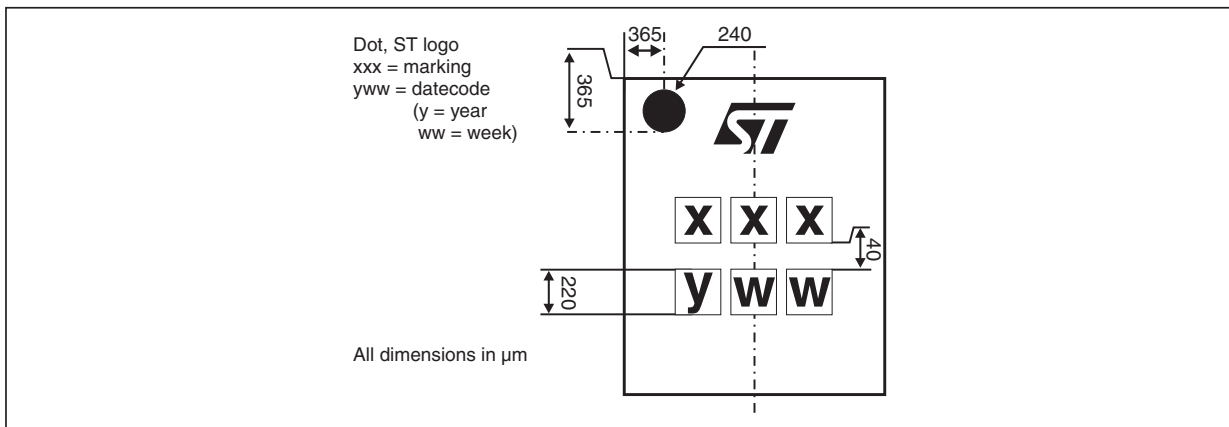 Dot, ST logo
xxx = marking
yww = datecode
(y = year
ww = week)
365
240
365
ST
x x x
40
y w w
220
All dimensions in µm